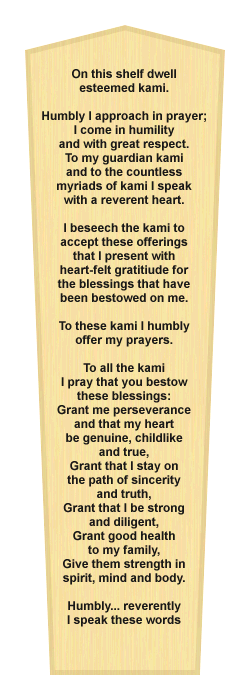 On this shelf dwell
esteemed kami.
Humbly I approach in prayer;
I come in humility
and with great respect.
To my guardian kami
and to the countless
myriads of kami I speak
with a reverent heart.
I beseech the kami to
accept these offerings
that I present with
heart-felt gratitiude for
the blessings that have
been bestowed on me.
To these kami I humbly
offer my prayers.
To all the kami
I pray that you bestow
these blessings:
Grant me perseverance
and that my heart
be genuine, childlike
and true,
Grant that I stay on
the path of sincerity
and truth,
Grant that I be strong
and diligent,
Grant good health
to my family,
Give them strength in
spirit, mind and body.
Humbly... reverently
I speak these words